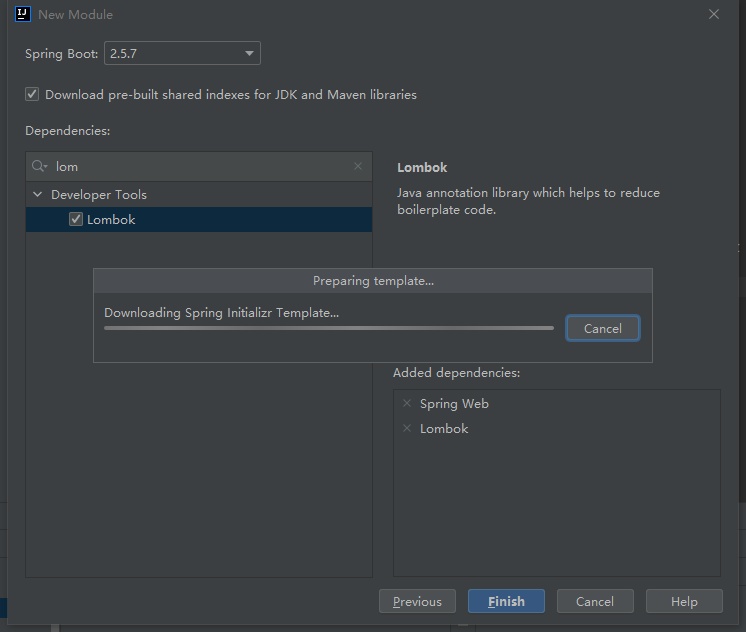 New Module
Spring Boot: 2.5.7
Download pre-built shared indexes for JDK and Maven libraries
Dependencies:
lom
Developer Tools
Lombok
Lombok
Java annotation library which helps to reduce
boilerplate code.
Preparing template...
Downloading Spring Initializr Template...
Cancel
Added dependencies:
Spring Web
Lombok
Previous
Finish
Cancel
Help